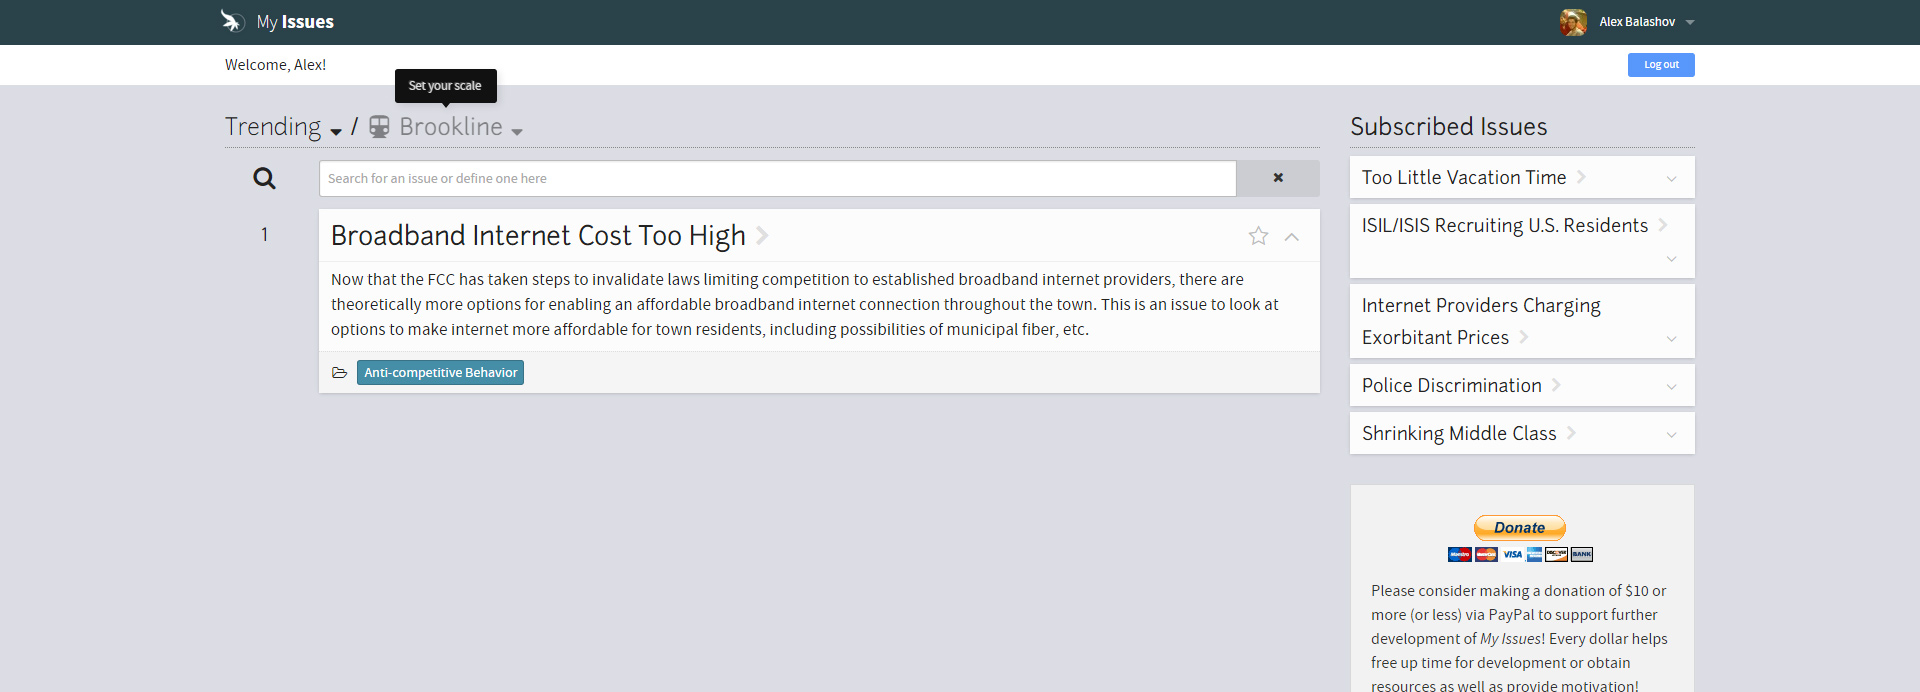 My Issues
Alex Balashov
Welcome, Alex!
Log out
Set your scale
Trending / Brookline
Search for an issue or define one here
1
Broadband Internet Cost Too High
Now that the FCC has taken steps to invalidate laws limiting competition to established broadband internet providers, there are
theoretically more options for enabling an affordable broadband internet connection throughout the town. This is an issue to look at
options to make internet more affordable for town residents, including possibilities of municipal fiber, etc.
Anti-competitive Behavior
Subscribed Issues
Too Little Vacation Time
ISIL/ISIS Recruiting U.S. Residents
Internet Providers Charging
Exorbitant Prices
Police Discrimination
Shrinking Middle Class
Donate
Maestro MasterCard VISA DISCOVER BANK
Please consider making a donation of $10 or
more (or less) via PayPal to support further
development of My Issues! Every dollar helps
free up time for development or obtain
resources as well as provide motivation!